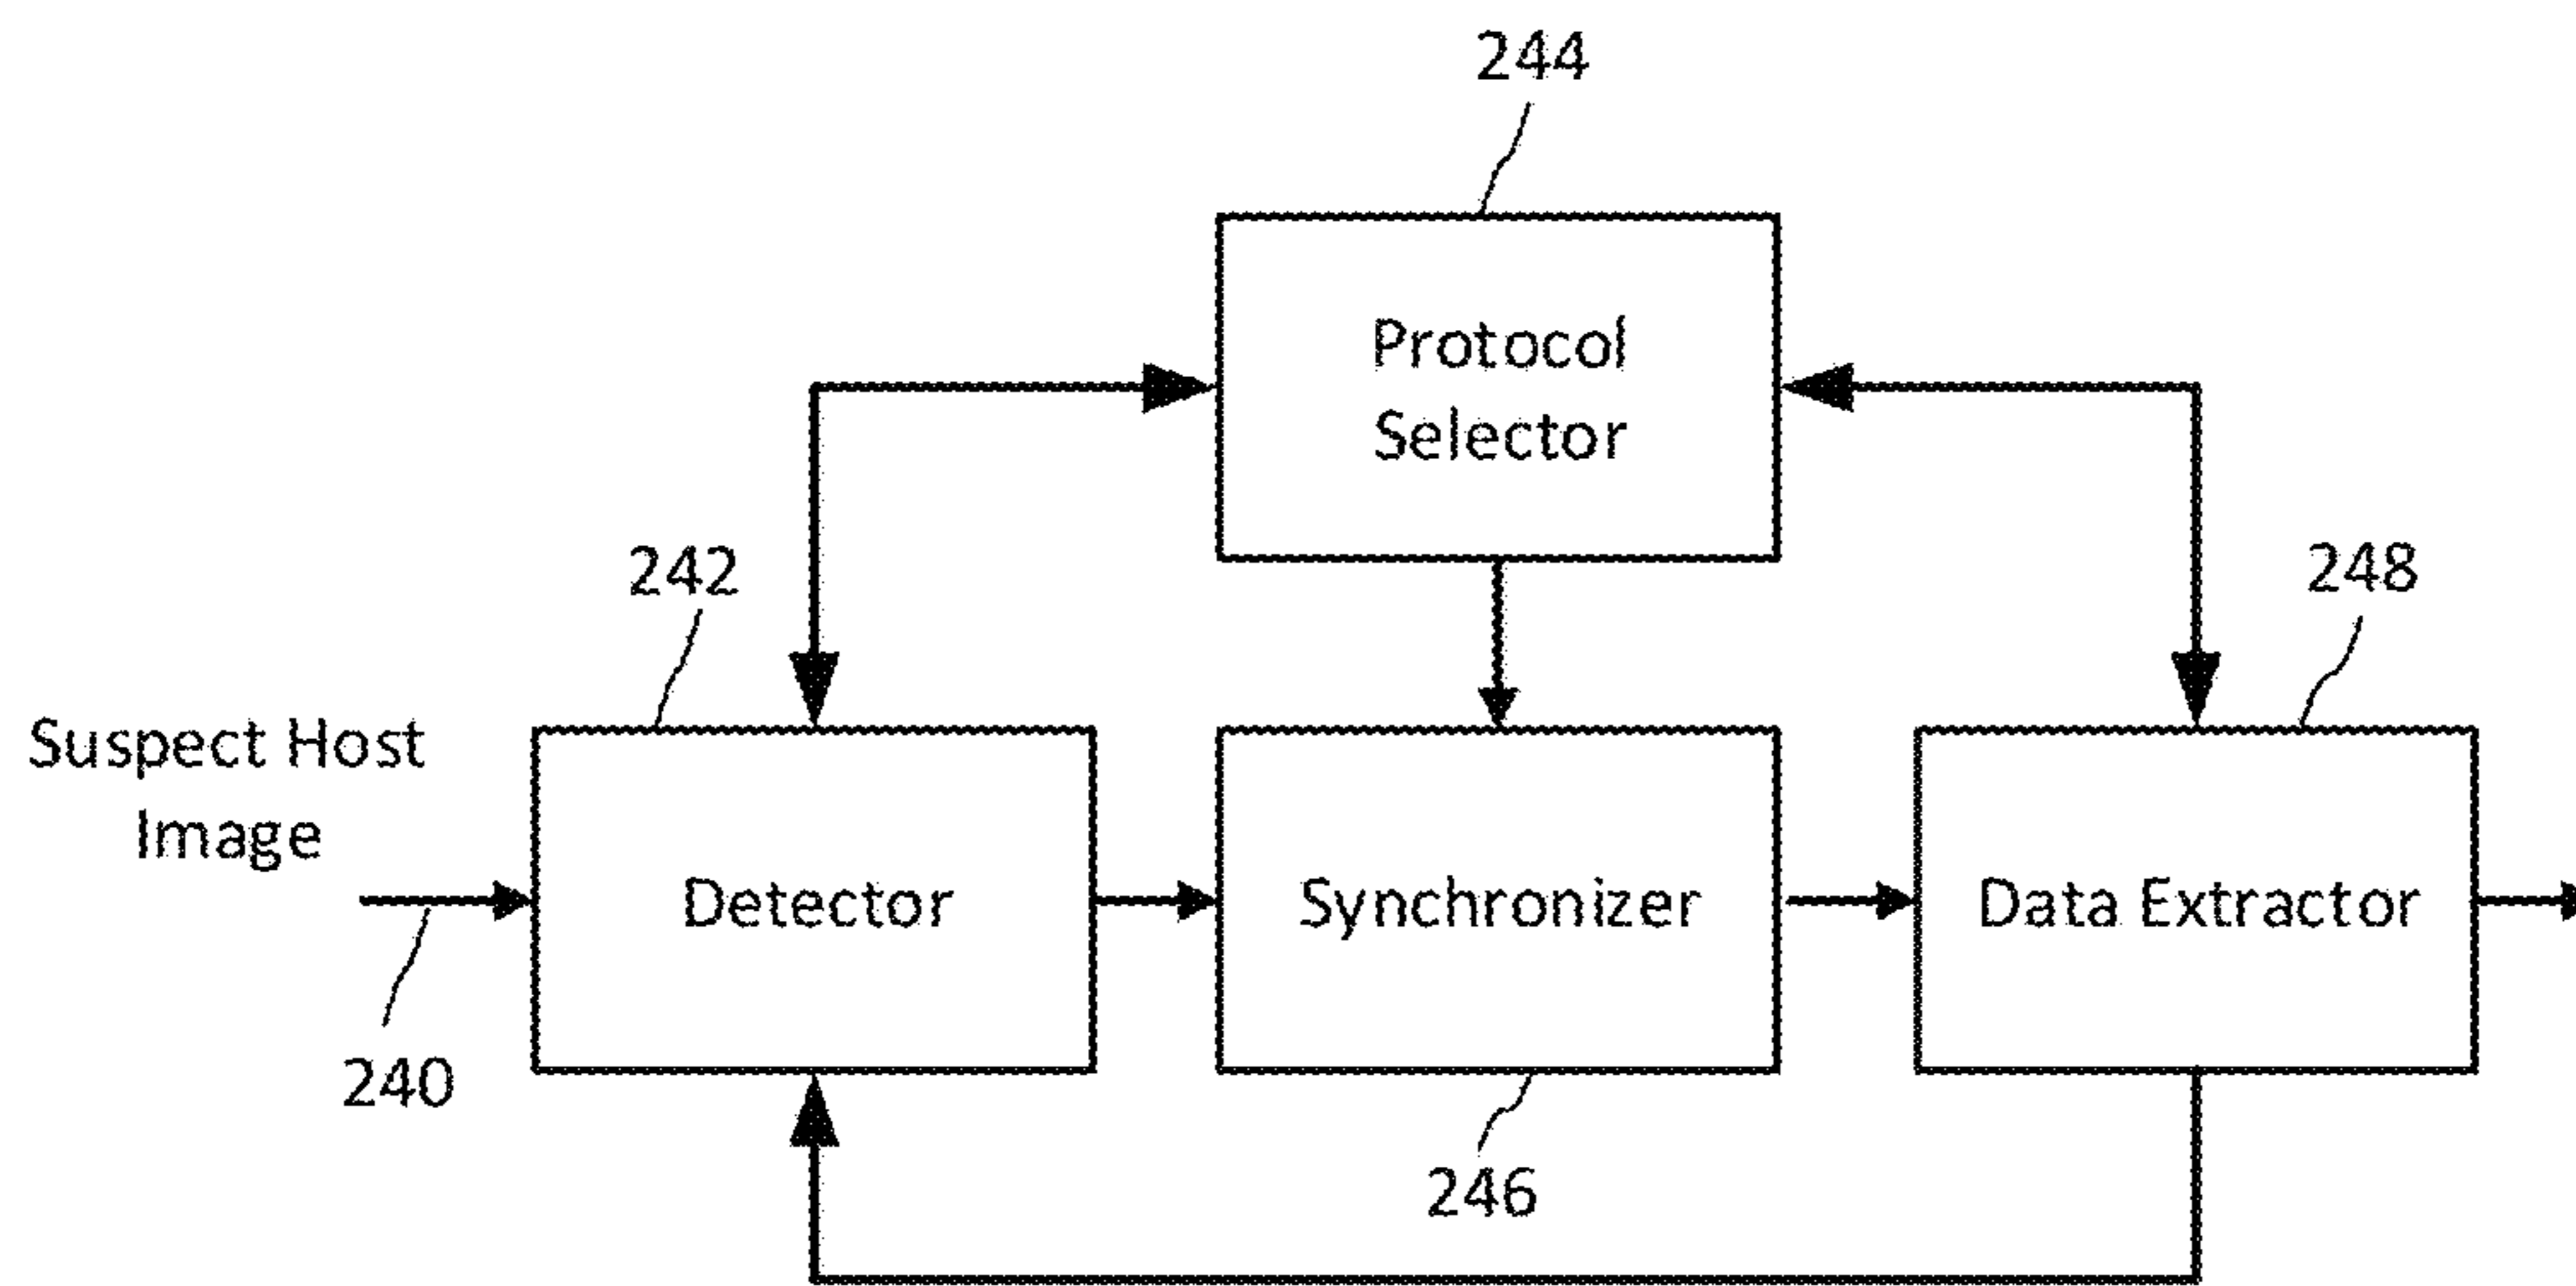 244
Protocol
Selector
242
248
Suspect Host
Image
Detector
Synchronizer
Data Extractor
240
246